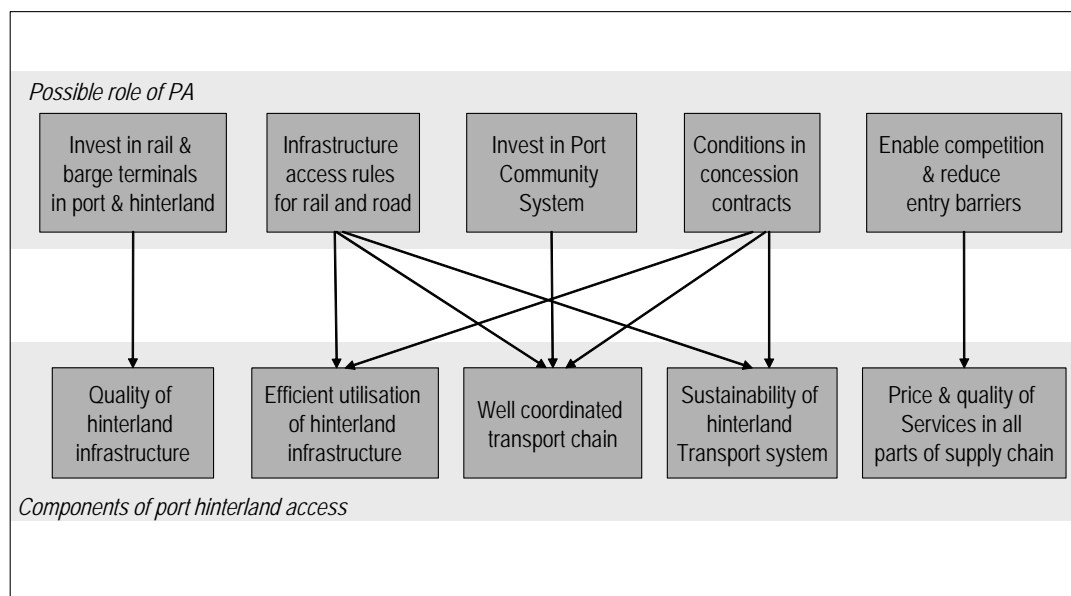 Possible role of PA
Invest in rail &
barge terminals
in port & hinterland
Infrastructure
access rules
for rail and road
Invest in Port
Community
System
Conditions in
concession
contracts
Enable competition
& reduce
entry barriers
Quality of
hinterland
infrastructure
Efficient utilisation
of hinterland
infrastructure
Well coordinated
transport chain
Sustainability of
hinterland
Transport system
Price & quality of
Services in all
parts of supply chain
Components of port hinterland access